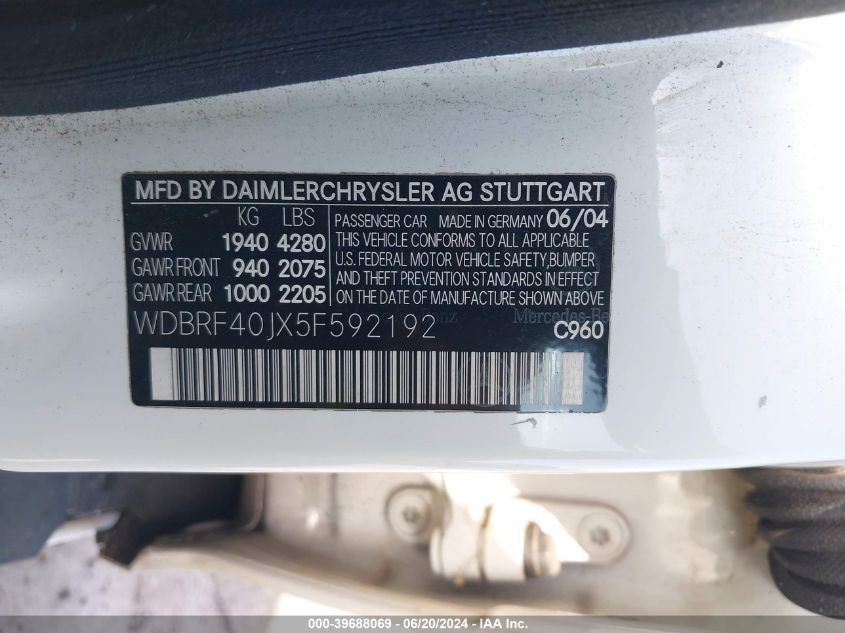 MFD BY DAIMLERCHRYSLER AG STUTTGART
KG LBS
GVWR 1940 4280
GAWR FRONT 940 2075
GAWR REAR 1000 2205
PASSENGER CAR MADE IN GERMANY 06/04
THIS VEHICLE CONFORMS TO ALL APPLICABLE
U.S. FEDERAL MOTOR VEHICLE SAFETY,BUMPER
AND THEFT PREVENTION STANDARDS IN EFFECT
ON THE DATE OF MANUFACTURE SHOWN ABOVE
WDBRF40JX5F592192
Mercedes-Be
C960
000-39688069 - 06/20/2024 - IAA Inc.